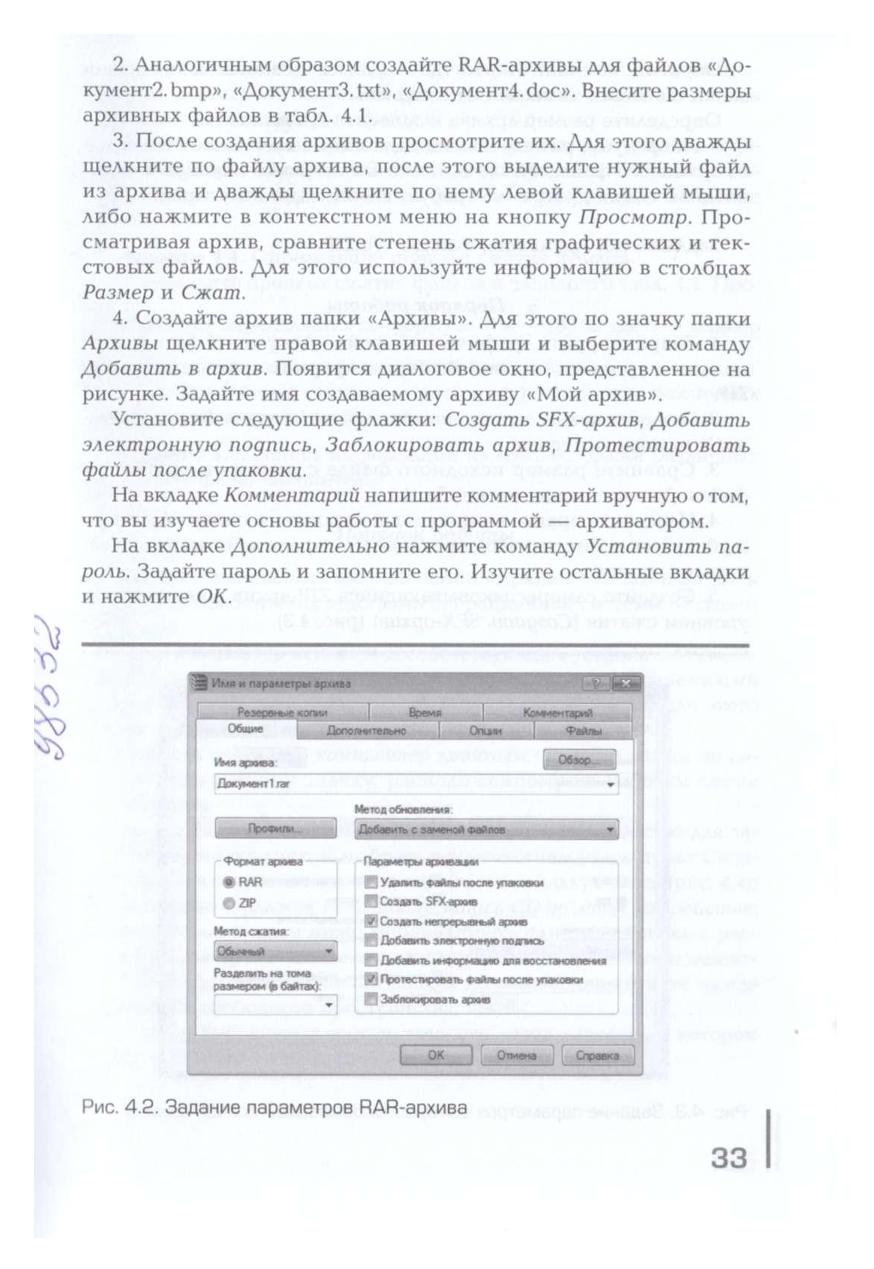 2. Аналогичным образом создайте RAR-архивы для файлов «До-
кумент2.bmp», «Документ3.txt», «Документ4.doc». Внесите размеры
архивных файлов в табл. 4.1.
3. После создания архивов просмотрите их. Для этого дважды
щелкните по файлу архива, после этого выделите нужный файл
из архива и дважды щелкните по нему левой клавишей мыши,
либо нажмите в контекстном меню на кнопку Просмотр. Про-
сматривая архив, сравните степень сжатия графических и тек-
стовых файлов. Для этого используйте информацию в столбцах
Размер и Сжат.
4. Создайте архив папки «Архивы». Для этого по значку папки
Архивы щелкните правой клавишей мыши и выберите команду
Добавить в архив. Появится диалоговое окно, представленное на
рисунке. Задайте имя создаваемому архиву «Мой архив».
Установите следующие флажки: Создать SFX-архив, Добавить
электронную подпись, Заблокировать архив, Протестировать
файлы после упаковки.
На вкладке Комментарий напишите комментарий вручную о том,
что вы изучаете основы работы с программой — архиватором.
На вкладке Дополнительно нажмите команду Установить па-
роль. Задайте пароль и запомните его. Изучите остальные вкладки
и нажмите ОК.
Имя и параметры архива
Резервные копии Время Комментарий
Общие Дополнительно Опции Файлы
Имя архива: Обзор...
Документ1.rar
Метод обновления:
Профили... Добавить с заменой файлов
Формат архива Параметры архивации
RAR Удалить файлы после упаковки
ZIP Создать SFX-архив
Создать непрерывный архив
Метод сжатия: Добавить электронную подпись
Обычный Добавить информацию для восстановления
Разделить на тома Протестировать файлы после упаковки
размером (в байтах): Заблокировать архив
ОК Отмена Справка
Рис. 4.2. Задание параметров RAR-архива
33